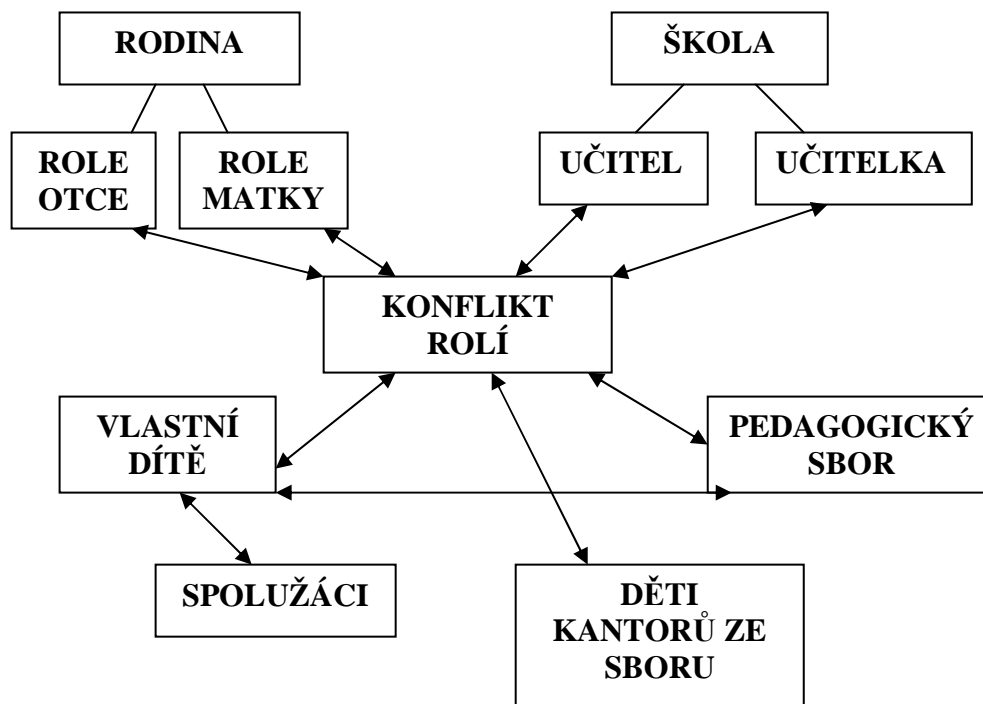 RODINA
ŠKOLA
ROLE
OTCE
ROLE
MATKY
UČITEL
UČITELKA
KONFLIKT
ROLÍ
VLASTNÍ
DÍTĚ
PEDAGOGICKÝ
SBOR
SPOLUŽÁCI
DĚTI
KANTORŮ ZE
SBORU